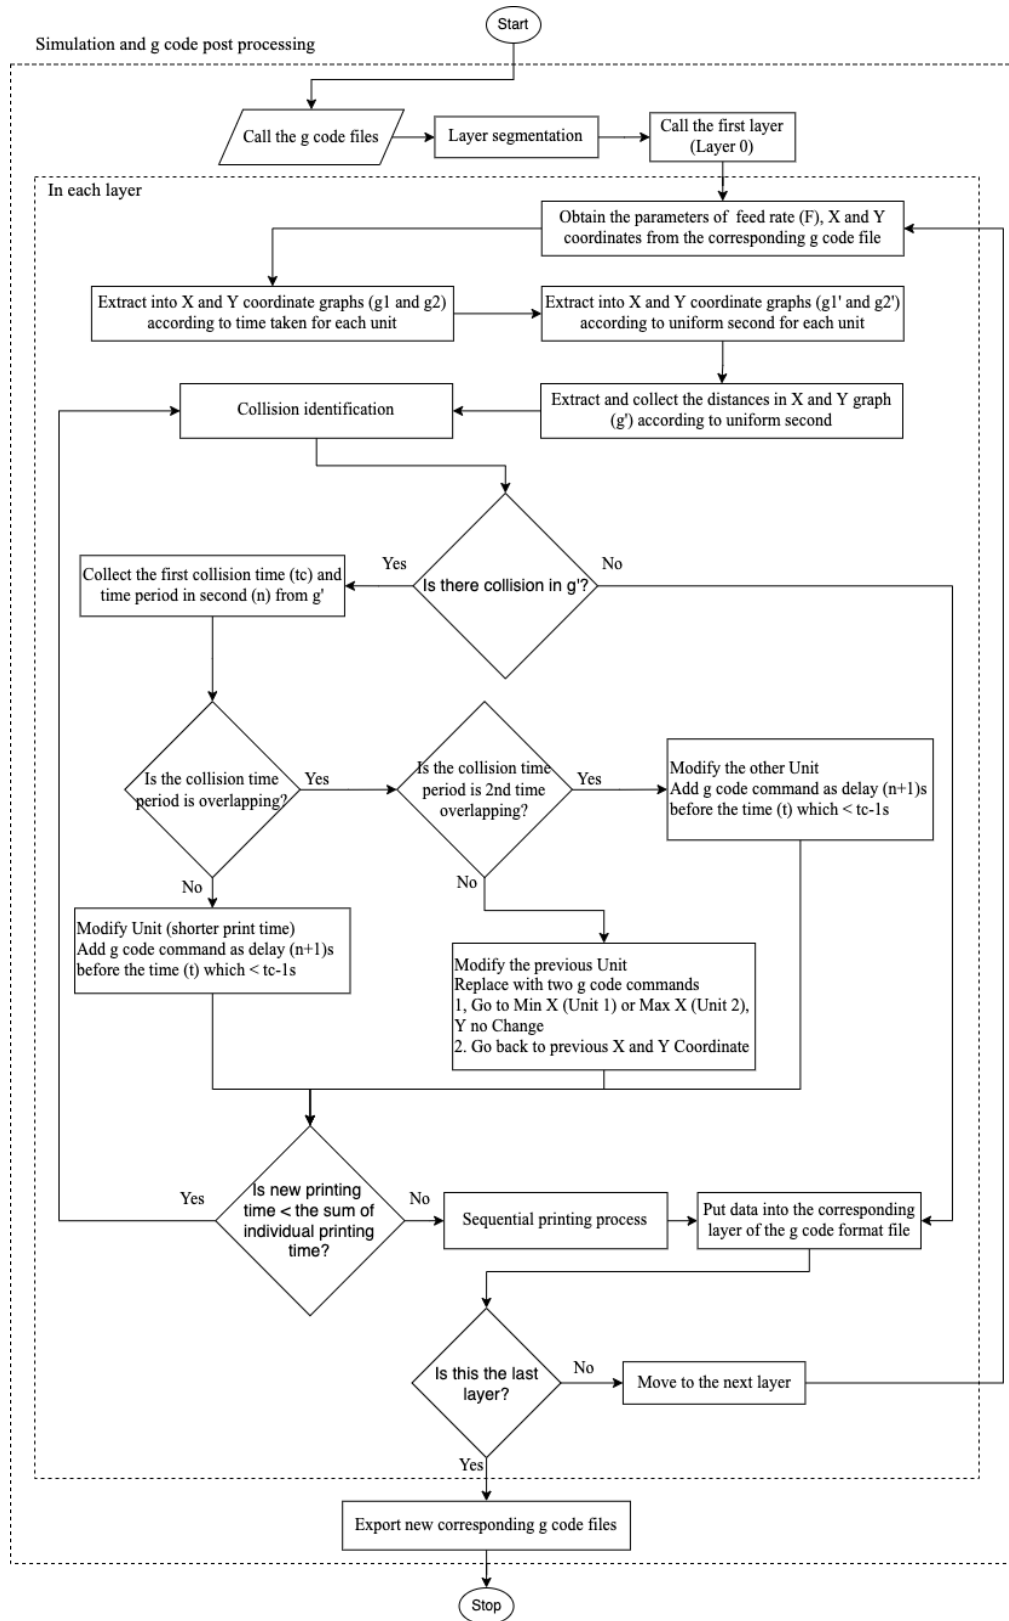 Start
Simulation and g code post processing
Call the g code files
Layer segmentation
Call the first layer
(Layer 0)
In each layer
Obtain the parameters of feed rate (F), X and Y
coordinates from the corresponding g code file
Extract into X and Y coordinate graphs (g1 and g2)
according to time taken for each unit
Extract into X and Y coordinate graphs (g1' and g2')
according to uniform second for each unit
Collision identification
Extract and collect the distances in X and Y graph
(g') according to uniform second
Is there collision in g'?
Yes
No
Collect the first collision time (tc) and
time period in second (n) from g'
Is the collision time
period is overlapping?
Yes
No
Is the collision time
period is 2nd time
overlapping?
Yes
No
Modify the other Unit
Add g code command as delay (n+1)s
before the time (t) which < tc-1s
Modify Unit (shorter print time)
Add g code command as delay (n+1)s
before the time (t) which < tc-1s
Modify the previous Unit
Replace with two g code commands
1, Go to Min X (Unit 1) or Max X (Unit 2),
Y no Change
2. Go back to previous X and Y Coordinate
Yes
Is new printing
time < the sum of
individual printing
time?
No
Sequential printing process
Put data into the corresponding
layer of the g code format file
Is this the last
layer?
No
Move to the next layer
Yes
Export new corresponding g code files
Stop